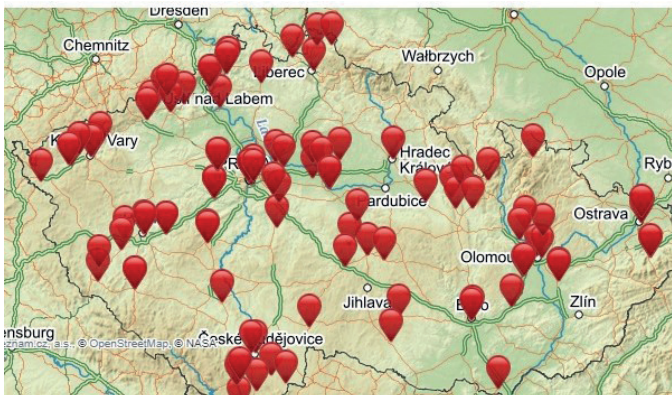 Dresden
Chemnitz
Liberec
Wałbrzych
Opole
Ústí nad Labem
Vary
Hradec
Králové
Pardubice
Ryb
Ostrava
Olomouc
Jihlava
Brno
Zlín
České Budějovice
ensburg
eznam.cz, a.s., © OpenStreetMap, © NASA